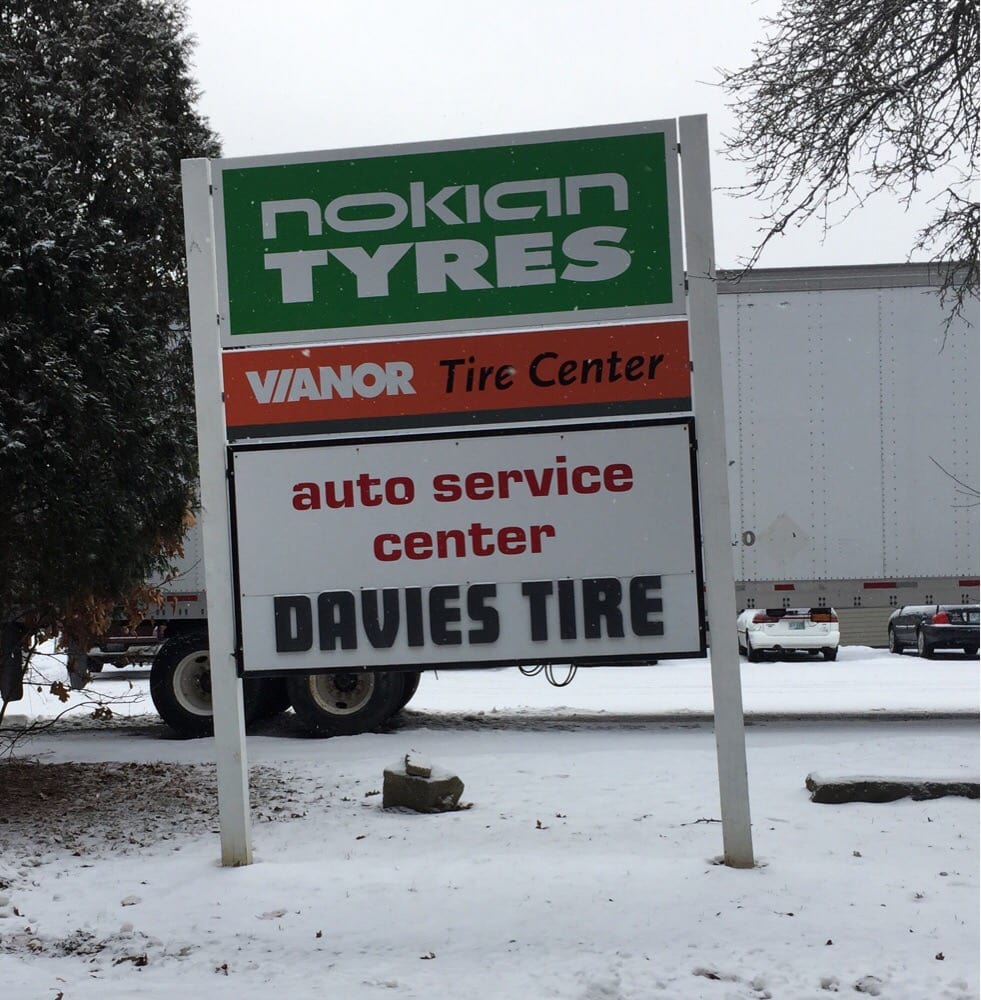 nokian
TYRES
VIANOR Tire Center
auto service
center
DAVIES TIRE